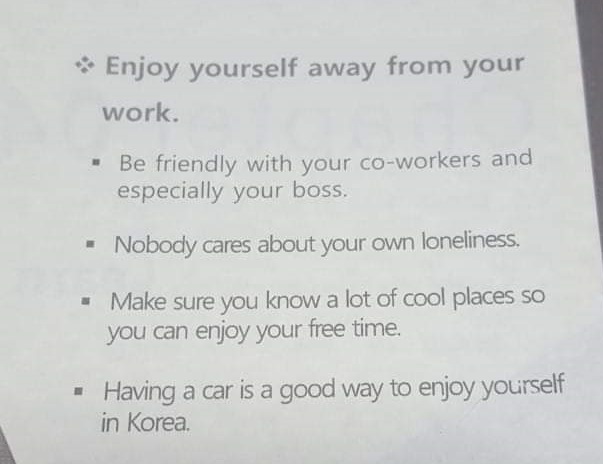 ❖ Enjoy yourself away from your
work.
▪ Be friendly with your co-workers and
especially your boss.
▪ Nobody cares about your own loneliness.
▪ Make sure you know a lot of cool places so
you can enjoy your free time.
▪ Having a car is a good way to enjoy yourself
in Korea.